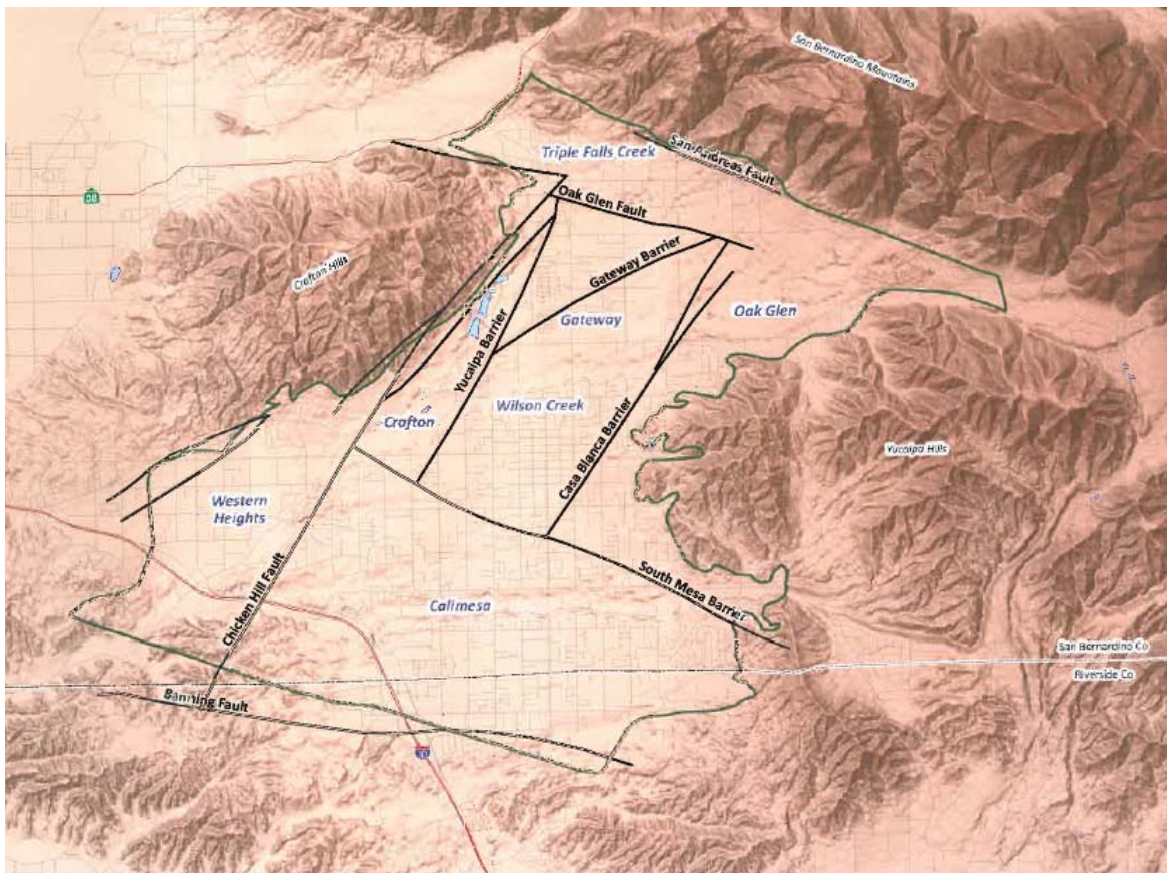 San Bernardino Mountains
San Andreas Fault
Triple Falls Creek
38
Oak Glen Fault
Crafton Hills
Gateway Barrier
Oak Glen
Gateway
Yucaipa Barrier
Wilson Creek
Crafton
Casa Blanca Barrier
Yucaipa Hills
Western
Heights
Chicken Hill Fault
South Mesa Barrier
Calimesa
San Bernardino Co
Riverside Co
Banning Fault
10